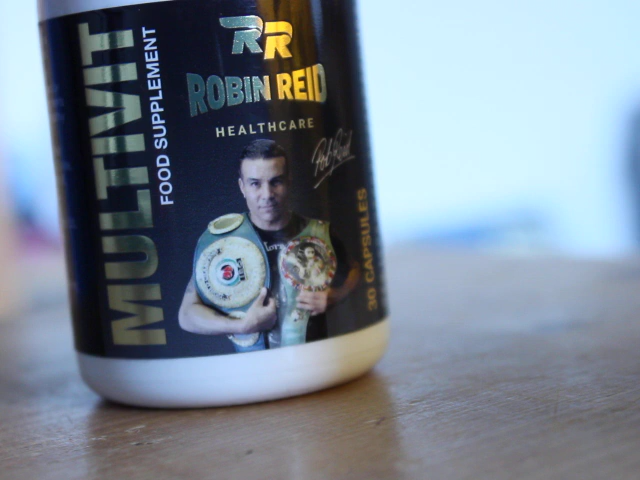 MULTIVIT
FOOD SUPPLEMENT
RR
ROBIN REID
HEALTHCARE
30 CAPSULES